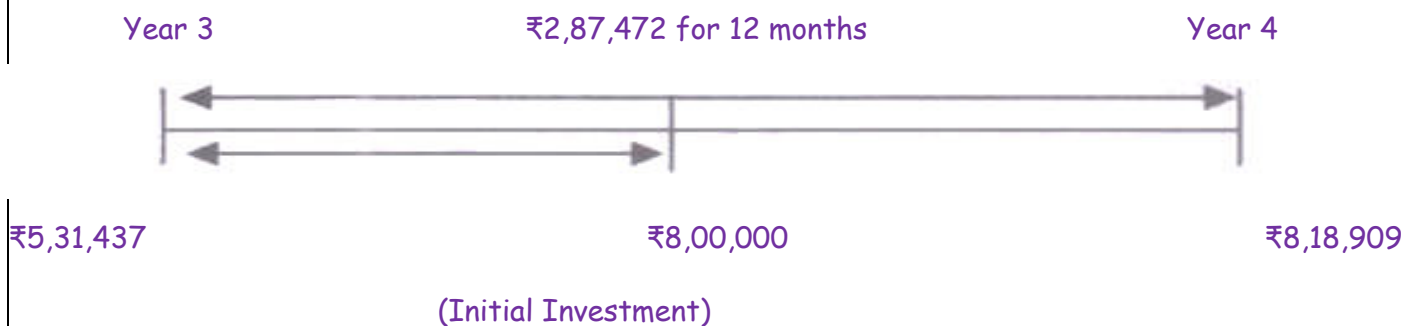 Year 3 ₹2,87,472 for 12 months Year 4
₹5,31,437 ₹8,00,000 ₹8,18,909
(Initial Investment)